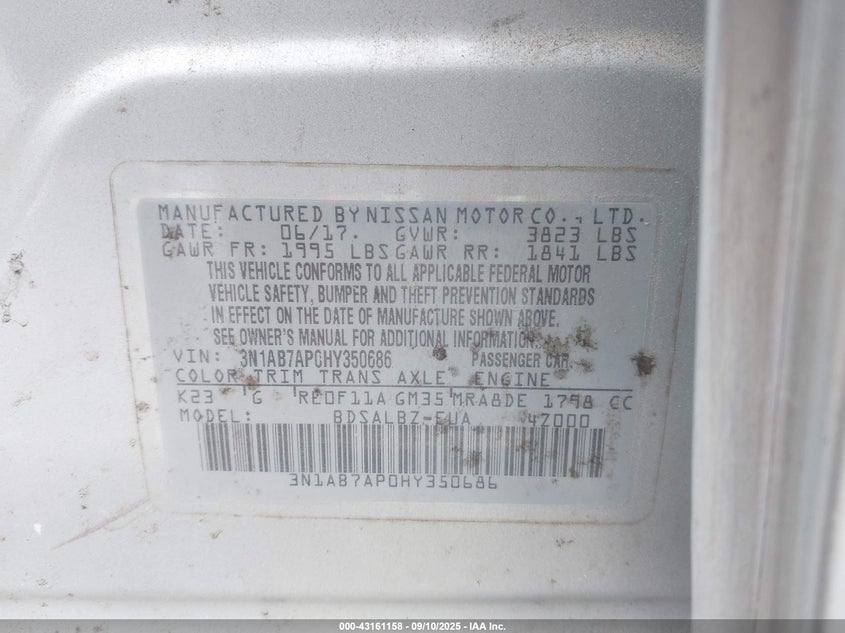 MANUFACTURED BY NISSAN MOTOR CO., LTD.
DATE: 06/17. GVWR: 3823 LBS
GAWR FR: 1995 LBS GAWR RR: 1841 LBS
THIS VEHICLE CONFORMS TO ALL APPLICABLE FEDERAL MOTOR
VEHICLE SAFETY, BUMPER AND THEFT PREVENTION STANDARDS
IN EFFECT ON THE DATE OF MANUFACTURE SHOWN ABOVE.
SEE OWNER'S MANUAL FOR ADDITIONAL INFORMATION.
VIN: 3N1AB7AP0HY350686 PASSENGER CAR
COLOR TRIM TRANS AXLE ENGINE
K23 G RE0F11A GM35 MRA8DE 1798 CC
MODEL: BDSALBZ-EUA 47000
3N1AB7AP0HY350686
000-43161158 - 09/10/2025 - IAA Inc.